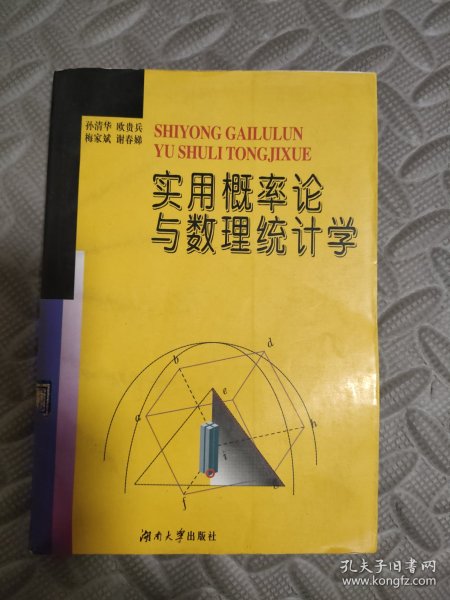 孙清华 欧贵兵
梅家斌 谢春娣
SHIYONG GAILULUN
YU SHULI TONGJIXUE
实用概率论
与数理统计学
d
b
e
a
h
i
c
f
湖南大学出版社
孔夫子旧书网
www.kongfz.com